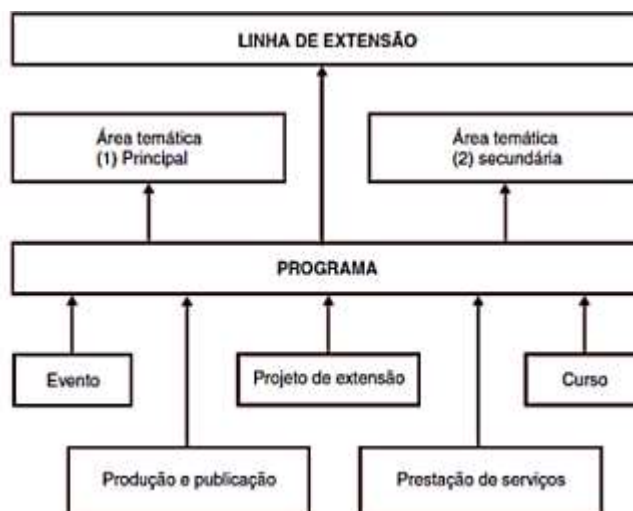 LINHA DE EXTENSÃO
Área temática
(1) Principal
Área temática
(2) secundária
PROGRAMA
Evento
Projeto de extensão
Curso
Produção e publicação
Prestação de serviços